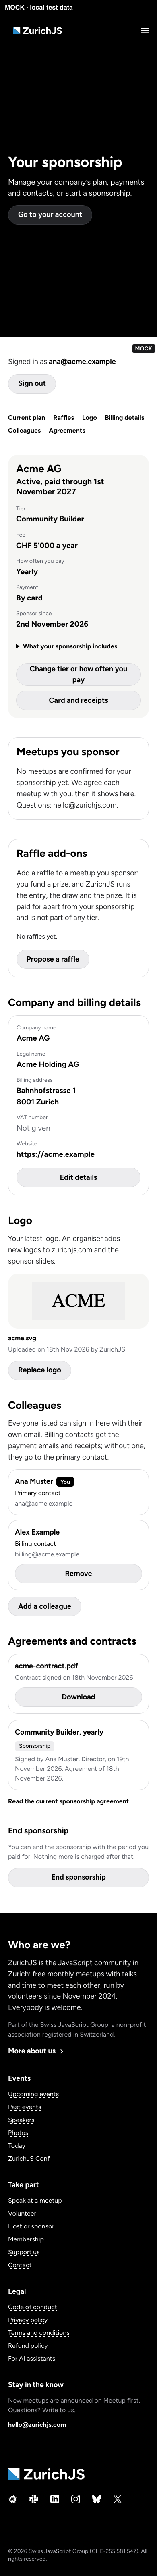 MOCK · local test data
ZurichJS
Your sponsorship
Manage your company's plan, payments
and contacts, or start a sponsorship.
Go to your account
MOCK
Signed in as ana@acme.example
Sign out
Current plan Raffles Logo Billing details
Colleagues Agreements
Acme AG
Active, paid through 1st
November 2027
Tier
Community Builder
Fee
CHF 5'000 a year
How often you pay
Yearly
Payment
By card
Sponsor since
2nd November 2026
What your sponsorship includes
Change tier or how often you
pay
Card and receipts
Meetups you sponsor
No meetups are confirmed for your
sponsorship yet. We agree each
meetup with you, then it shows here.
Questions: hello@zurichjs.com.
Raffle add-ons
Add a raffle to a meetup you sponsor:
you fund a prize, and ZurichJS runs
the entry, the draw and the prize. It is
not part of any tier.
No raffles yet.
Propose a raffle
Company and billing details
Company name
Acme AG
Legal name
Acme Holding AG
Billing address
Bahnhofstrasse 1
8001 Zurich
VAT number
Not given
Website
https://acme.example
Edit details
Logo
Your latest logo. An organiser adds
new logos to zurichjs.com and the
sponsor slides.
ACME
acme.svg
Uploaded on 18th Nov 2026 by ZurichJS
Replace logo
Colleagues
Everyone listed can sign in here with their
own email. Billing contacts get the
payment emails and receipts; without one,
they go to the primary contact.
Ana Muster You
Primary contact
ana@acme.example
Alex Example
Billing contact
billing@acme.example
Remove
Add a colleague
Agreements and contracts
acme-contract.pdf
Contract signed on 18th November 2026
Download
Community Builder, yearly
Sponsorship
Signed by Ana Muster, Director, on 19th
November 2026. Agreement of 18th
November 2026.
Read the current sponsorship agreement
End sponsorship
You can end the sponsorship with the period you
paid for. Nothing more is charged after that.
End sponsorship
Who are we?
ZurichJS is the JavaScript community in
Zurich: free monthly meetups with talks
and time to meet each other, run by
volunteers since November 2024.
Everybody is welcome.
Part of the Swiss JavaScript Group, a non-profit
association registered in Switzerland.
More about us
Events
Upcoming events
Past events
Speakers
Photos
Today
ZurichJS Conf
Take part
Speak at a meetup
Volunteer
Host or sponsor
Membership
Support us
Contact
Legal
Code of conduct
Privacy policy
Terms and conditions
Refund policy
For AI assistants
Stay in the know
New meetups are announced on Meetup first.
Questions? Write to us.
hello@zurichjs.com
ZurichJS
© 2026 Swiss JavaScript Group (CHE-255.581.547). All
rights reserved.